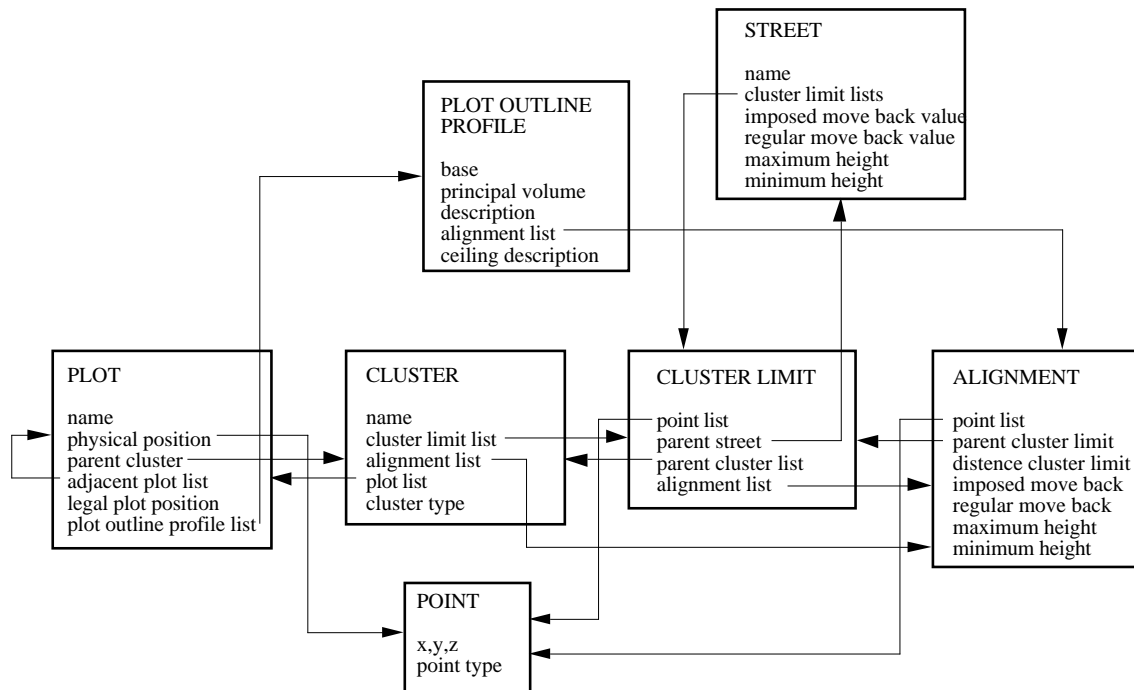 STREET
name
cluster limit lists
imposed move back value
regular move back value
maximum height
minimum height
PLOT OUTLINE
PROFILE
base
principal volume
description
alignment list
ceiling description
PLOT
name
physical position
parent cluster
adjacent plot list
legal plot position
plot outline profile list
CLUSTER
name
cluster limit list
alignment list
plot list
cluster type
CLUSTER LIMIT
point list
parent street
parent cluster list
alignment list
ALIGNMENT
point list
parent cluster limit
distence cluster limit
imposed move back
regular move back
maximum height
minimum height
POINT
x,y,z
point type